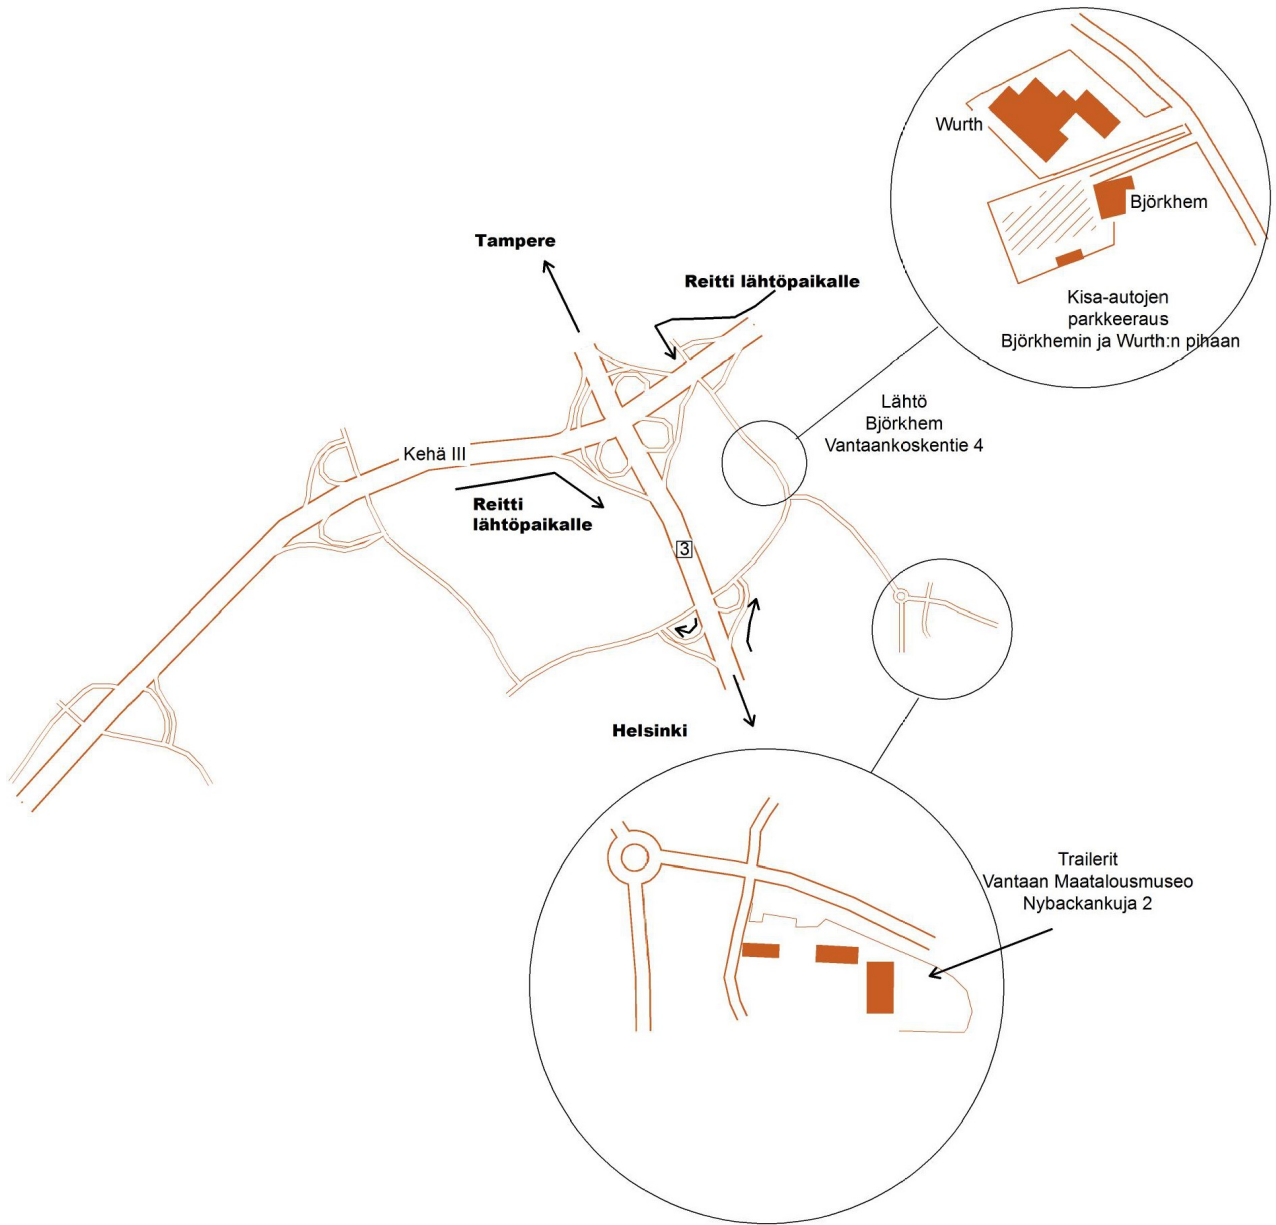 Wurth
Björkhem
Kisa-autojen
parkkeeraus
Björkhemin ja Wurth:n pihaan
Tampere
Reitti lähtöpaikalle
Lähtö
Björkhem
Vantaankoskentie 4
Kehä III
Reitti
lähtöpaikalle
3
Helsinki
Trailerit
Vantaan Maatalousmuseo
Nybackankuja 2